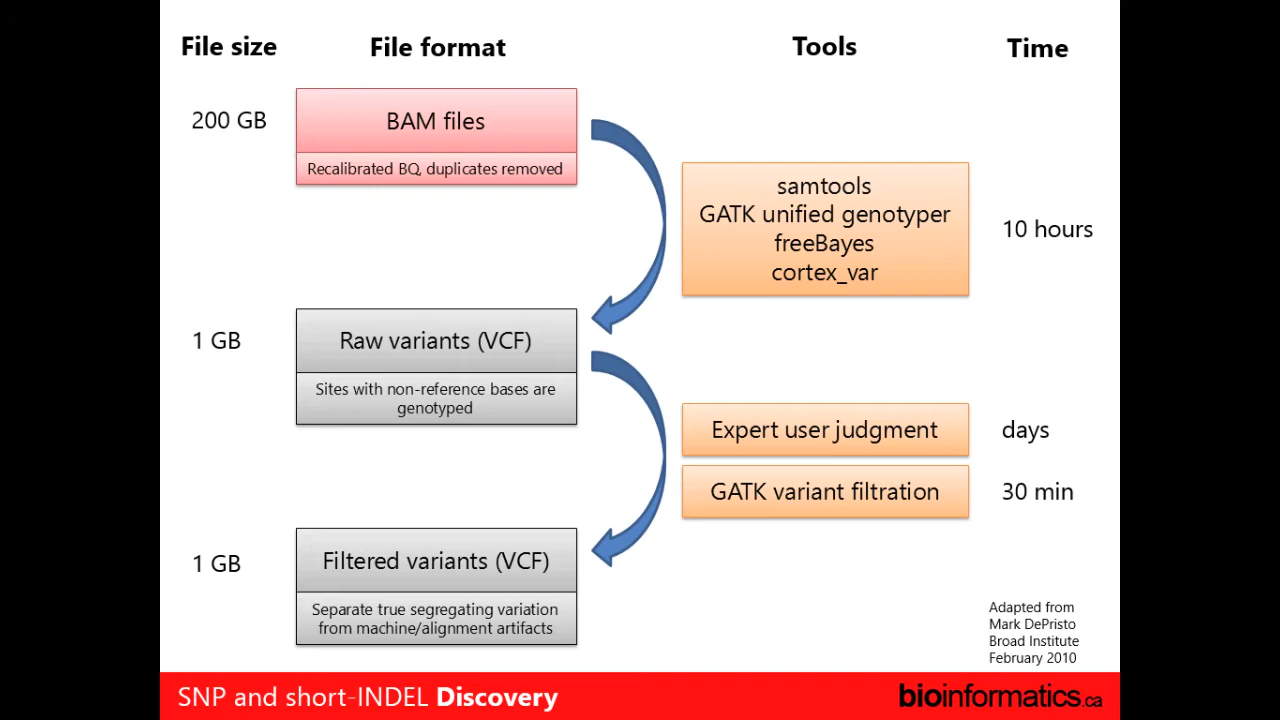 File size
File format
Tools
Time
200 GB
BAM files
Recalibrated BQ, duplicates removed
samtools
GATK unified genotyper
freeBayes
cortex_var
10 hours
1 GB
Raw variants (VCF)
Sites with non-reference bases are
genotyped
Expert user judgment
days
GATK variant filtration
30 min
1 GB
Filtered variants (VCF)
Separate true segregating variation
from machine/alignment artifacts
Adapted from
Mark DePristo
Broad Institute
February 2010
SNP and short-INDEL Discovery
bioinformatics.ca